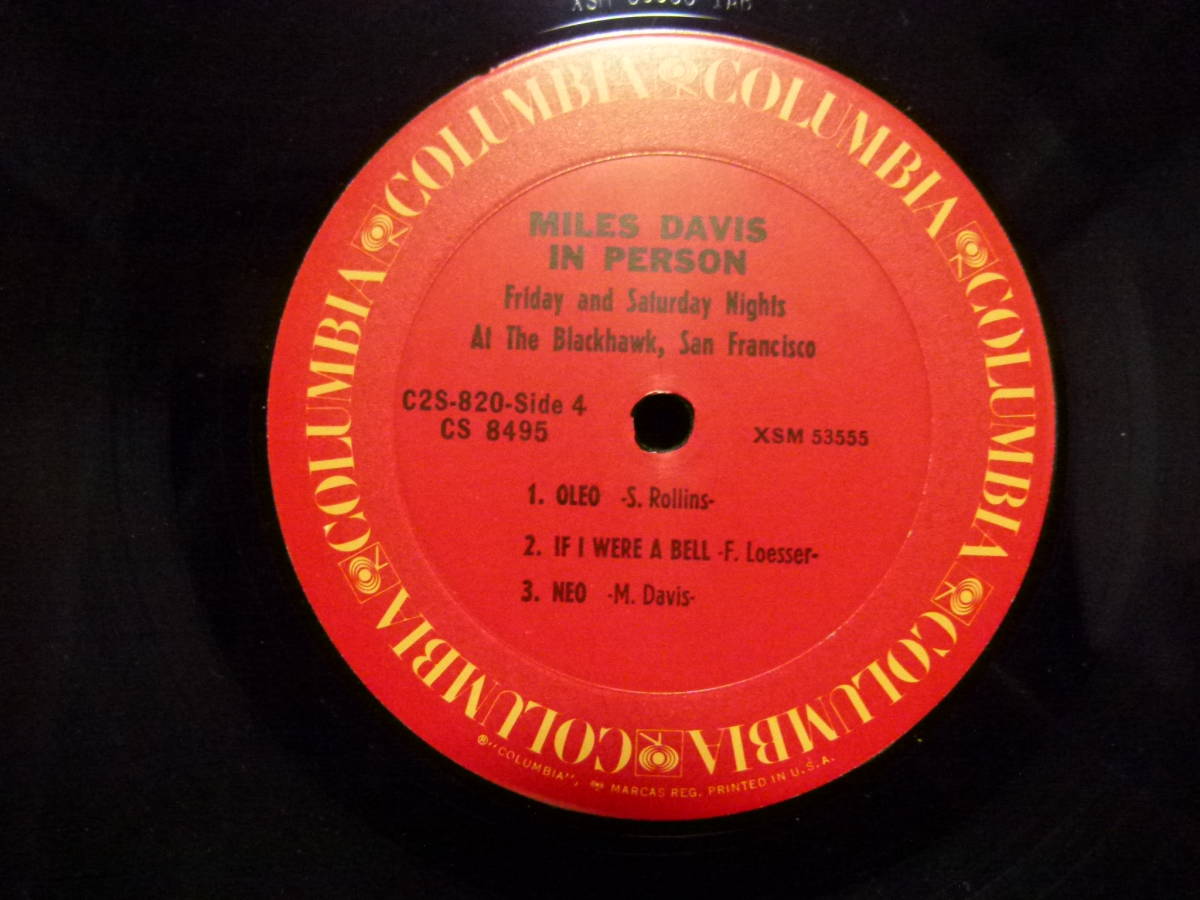 COLUMBIA COLUMBIA COLUMBIA COLUMBIA COLUMBIA COLUMBIA
MILES DAVIS
IN PERSON
Friday and Saturday Nights
At The Blackhawk, San Francisco
C2S-820-Side 4
CS 8495
XSM 53555
1. OLEO -S. Rollins-
2. IF I WERE A BELL -F. Loesser-
3. NEO -M. Davis-
® "COLUMBIA", MARCAS REG. PRINTED IN U.S.A.